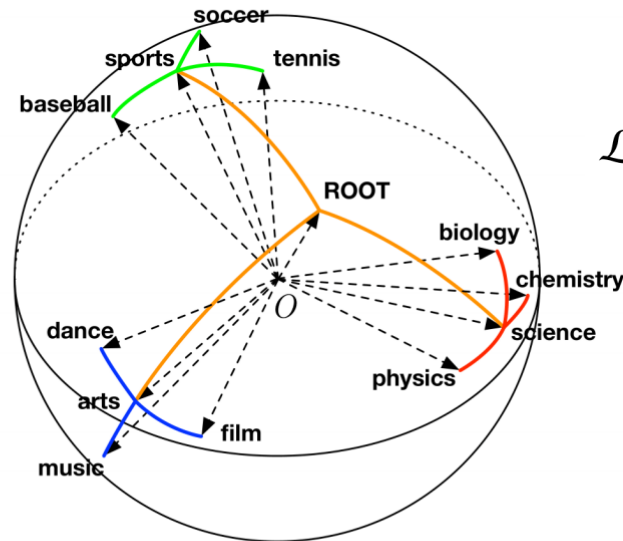 soccer
sports
tennis
baseball
ℒ
ROOT
biology
chemistry
O
science
dance
physics
arts
film
music